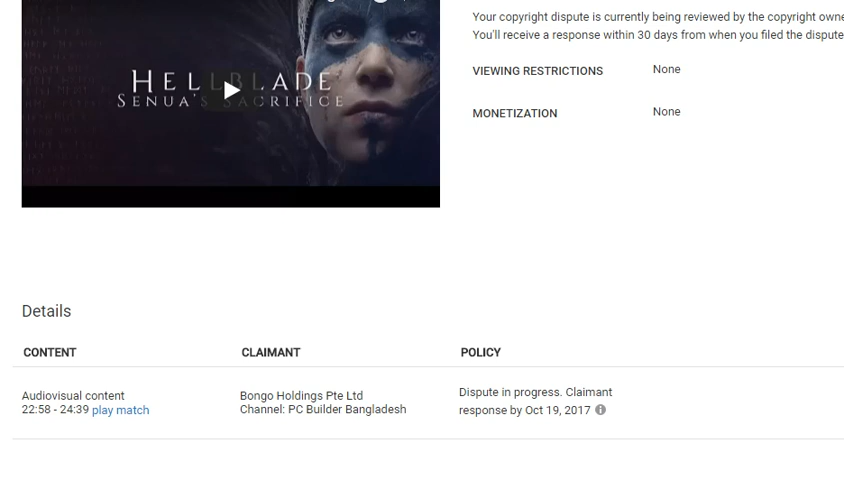 Your copyright dispute is currently being reviewed by the copyright owne
You'll receive a response within 30 days from when you filed the dispute
VIEWING RESTRICTIONS None
MONETIZATION None
HELLBLADE
SENUA'S SACRIFICE
Details
CONTENT CLAIMANT POLICY
Audiovisual content
22:58 - 24:39 play match
Bongo Holdings Pte Ltd
Channel: PC Builder Bangladesh
Dispute in progress. Claimant
response by Oct 19, 2017